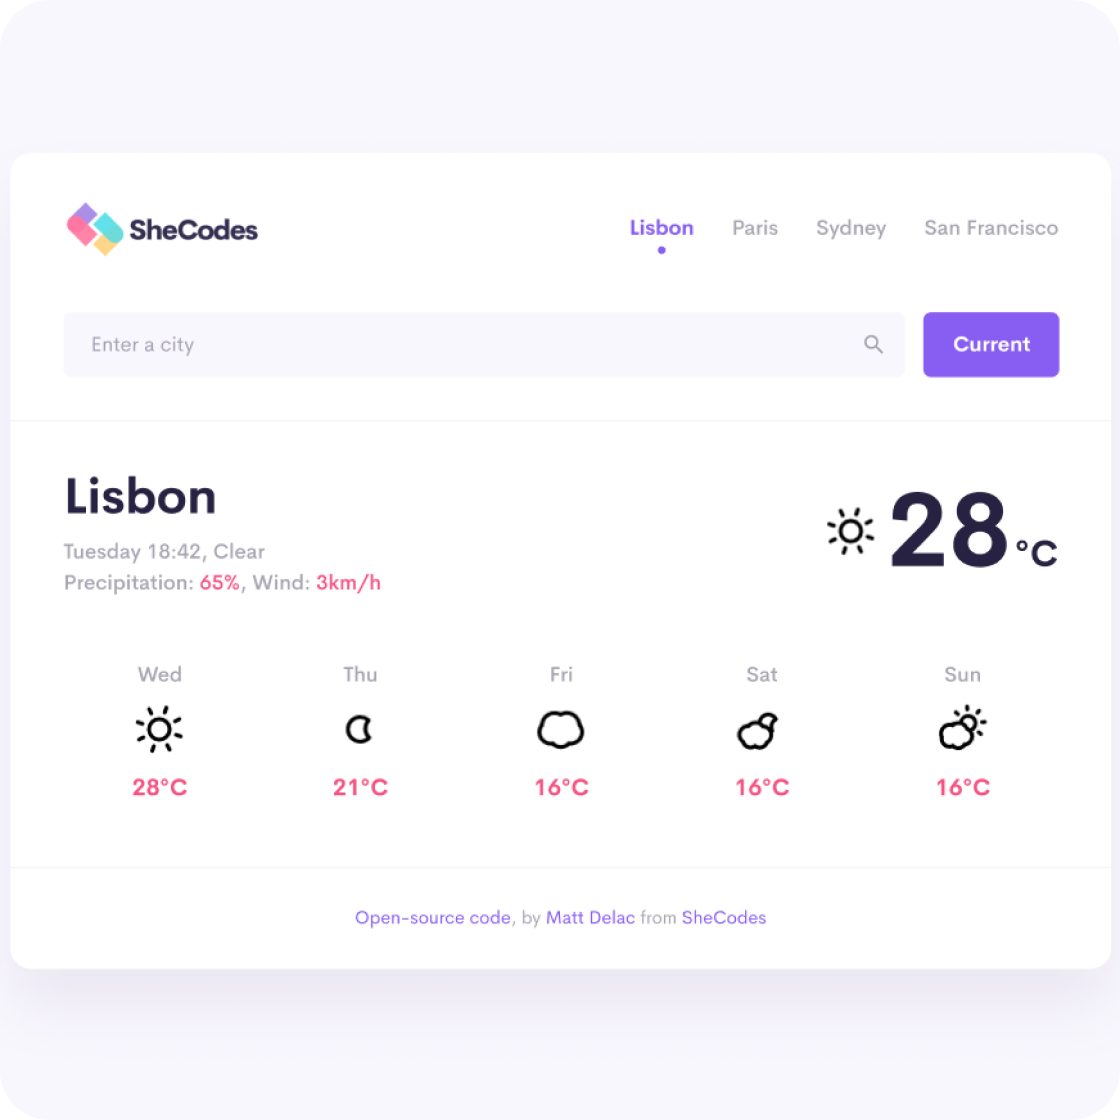 SheCodes
Lisbon Paris Sydney San Francisco
Enter a city
Current
Lisbon
Tuesday 18:42, Clear
Precipitation: 65%, Wind: 3km/h
28 °C
Wed Thu Fri Sat Sun
28°C 21°C 16°C 16°C 16°C
Open-source code, by Matt Delac from SheCodes